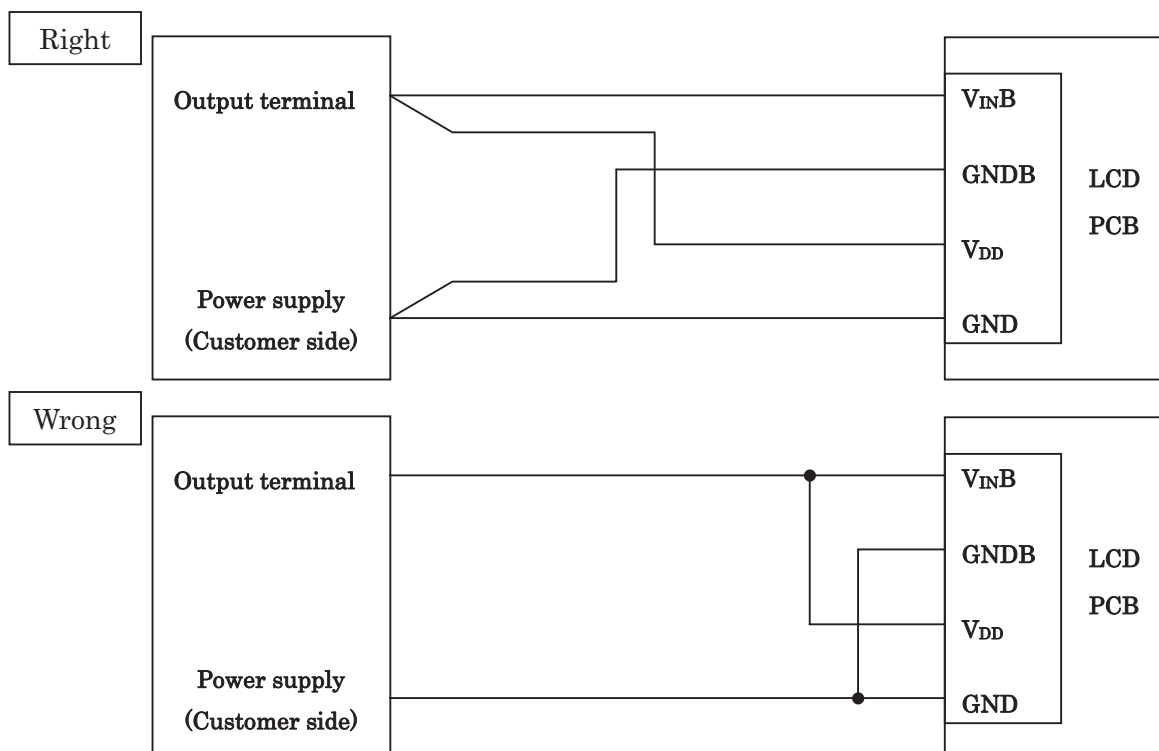 Right
Output terminal
Power supply
(Customer side)
VINB
GNDB
VDD
GND
LCD
PCB
Wrong
Output terminal
Power supply
(Customer side)
VINB
GNDB
VDD
GND
LCD
PCB